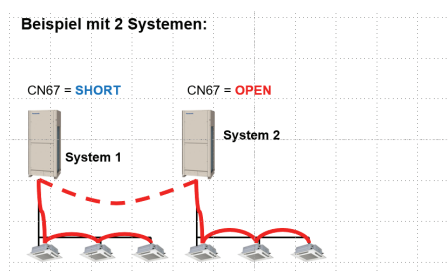 Beispiel mit 2 Systemen:
CN67 = SHORT
CN67 = OPEN
System 1
System 2